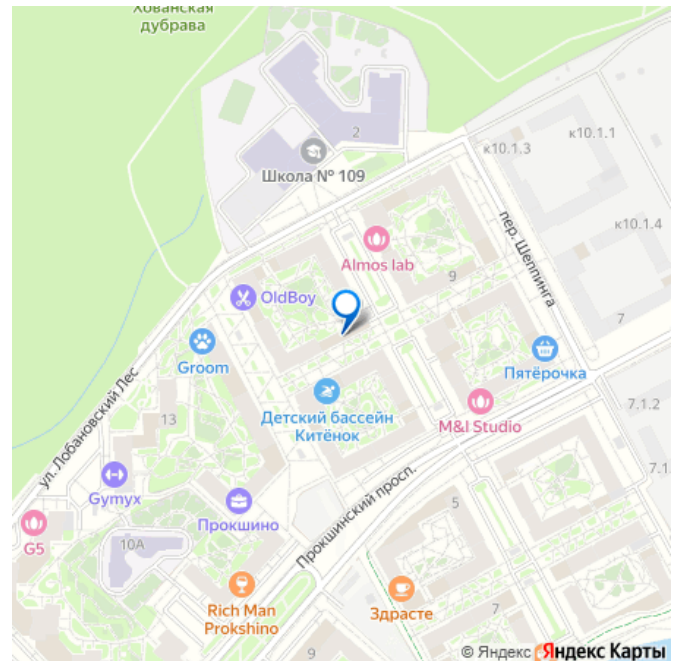 Хованская
дубрава
2
Школа № 109
к10.1.1
к10.1.3
к10.1.4
пер. Шеппинга
Almos lab
9
OldBoy
7
Groom
Пятёрочка
Детский бассейн
Китёнок
M&I Studio
7.1.2
ул. Лобановский Лес
13
7.1
Gymyx
Прокшино
Прокшинский просп.
5
G5
10А
Rich Man
Prokshino
Здрасте
7
9
© Яндекс Яндекс Карты